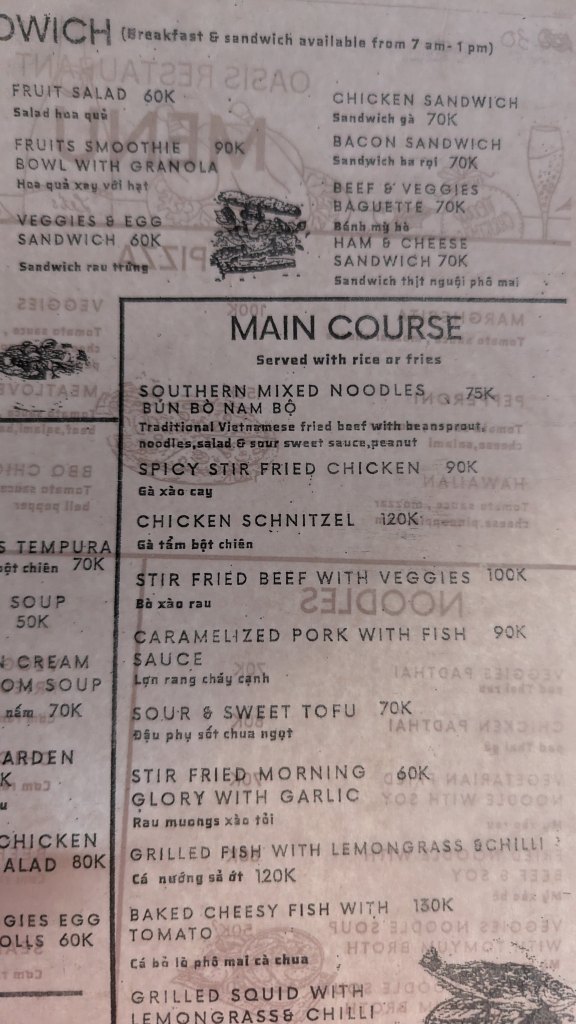 DWICH (Breakfast & sandwich available from 7 am- 1 pm)
FRUIT SALAD 60K
Salad hoa quả
FRUITS SMOOTHIE 90K
BOWL WITH GRANOLA
Hoa quả xay với hạt
VEGGIES & EGG
SANDWICH 60K
Sandwich rau trứng
CHICKEN SANDWICH
Sandwich gà 70K
BACON SANDWICH
Sandwich ba rọi 70K
BEEF & VEGGIES
BAGUETTE 70K
Bánh mỳ bò
HAM & CHEESE
SANDWICH 70K
Sandwich thịt nguội phô mai
S TEMPURA
bột chiên 70K
SOUP
50K
N CREAM
OM SOUP
nấm 70K
ARDEN
K
u
CHICKEN
ALAD 80K
GIES EGG
OLLS 60K
MAIN COURSE
Served with rice or fries
SOUTHERN MIXED NOODLES 75K
BÚN BÒ NAM BỘ
Traditional Vietnamese fried beef with beansprout,
noodles,salad & sour sweet sauce,peanut
SPICY STIR FRIED CHICKEN 90K
Gà xào cay
CHICKEN SCHNITZEL 120K
Gà tẩm bột chiên
STIR FRIED BEEF WITH VEGGIES 100K
Bò xào rau
CARAMELIZED PORK WITH FISH 90K
SAUCE
Lợn rang cháy cạnh
SOUR & SWEET TOFU 70K
Đậu phụ sốt chua ngọt
STIR FRIED MORNING 60K
GLORY WITH GARLIC
Rau muongs xào tỏi
GRILLED FISH WITH LEMONGRASS &CHILLI
Cá nướng sả ớt 120K
BAKED CHEESY FISH WITH 130K
TOMATO
Cá bỏ lò phô mai cà chua
GRILLED SQUID WITH
LEMONGRASS& CHILLI